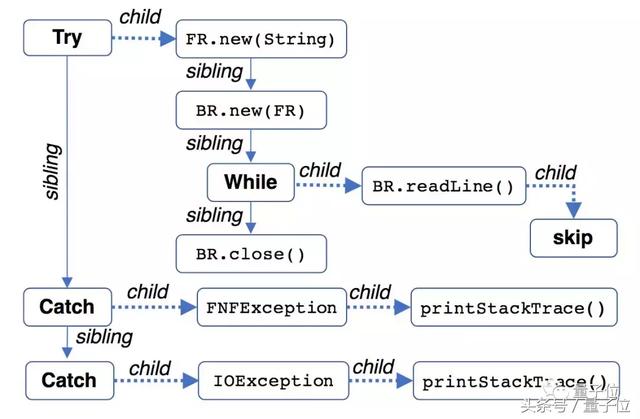 Try
child
FR.new(String)
sibling
BR.new(FR)
sibling
sibling
While
child
BR.readLine()
child
sibling
skip
BR.close()
Catch
child
FNFException
child
printStackTrace()
sibling
Catch
child
IOException
child
printStackTrace()
量子位
头条号 / 量子位